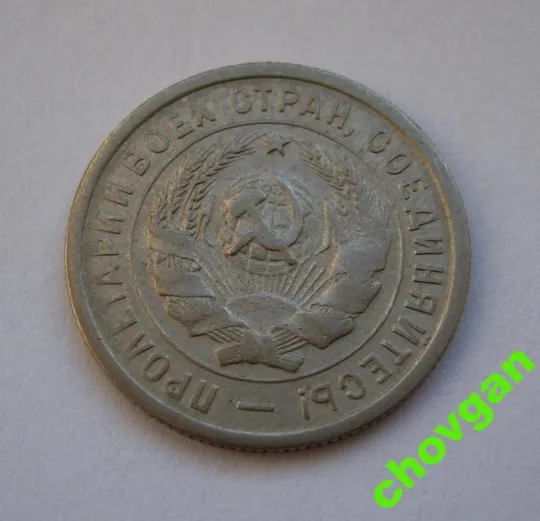 ПРОЛЕТАРИИ ВСЕХ СТРАН, СОЕДИНЯЙТЕСЬ! —
chovgan